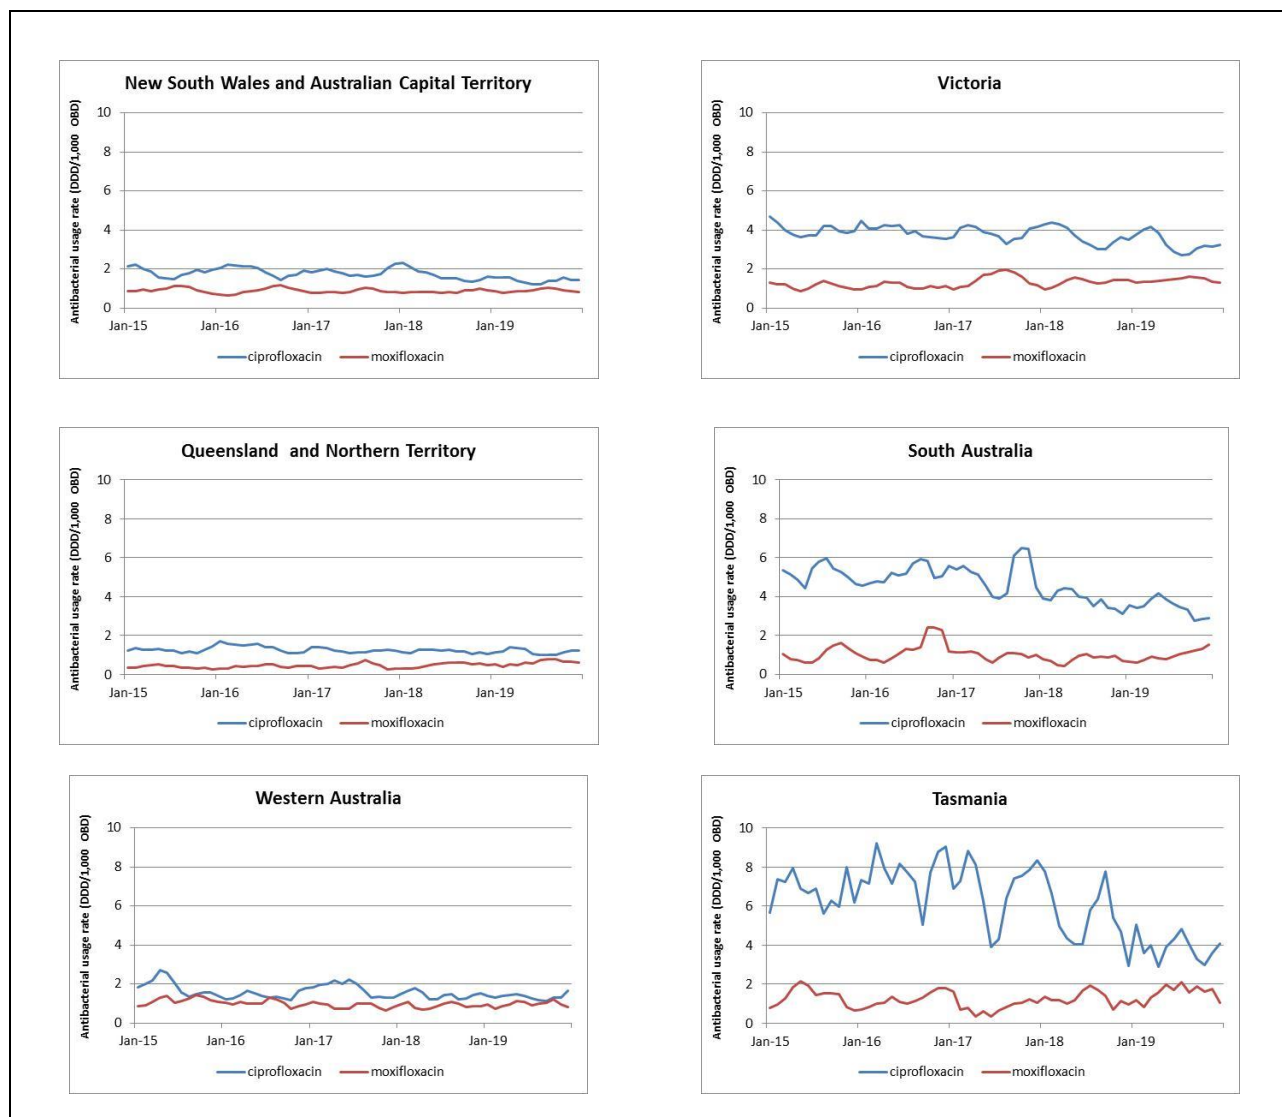 New South Wales and Australian Capital Territory
Antibacterial usage rate (DDD/1,000 OBD)
10
8
6
4
2
0
Jan-15 Jan-16 Jan-17 Jan-18 Jan-19
ciprofloxacin moxifloxacin
Victoria
Antibacterial usage rate (DDD/1,000 OBD)
10
8
6
4
2
0
Jan-15 Jan-16 Jan-17 Jan-18 Jan-19
ciprofloxacin moxifloxacin
Queensland and Northern Territory
Antibacterial usage rate (DDD/1,000 OBD)
10
8
6
4
2
0
Jan-15 Jan-16 Jan-17 Jan-18 Jan-19
ciprofloxacin moxifloxacin
South Australia
Antibacterial usage rate (DDD/1,000 OBD)
10
8
6
4
2
0
Jan-15 Jan-16 Jan-17 Jan-18 Jan-19
ciprofloxacin moxifloxacin
Western Australia
Antibacterial usage rate (DDD/1,000 OBD)
10
8
6
4
2
0
Jan-15 Jan-16 Jan-17 Jan-18 Jan-19
ciprofloxacin moxifloxacin
Tasmania
Antibacterial usage rate (DDD/1,000 OBD)
10
8
6
4
2
0
Jan-15 Jan-16 Jan-17 Jan-18 Jan-19
ciprofloxacin moxifloxacin